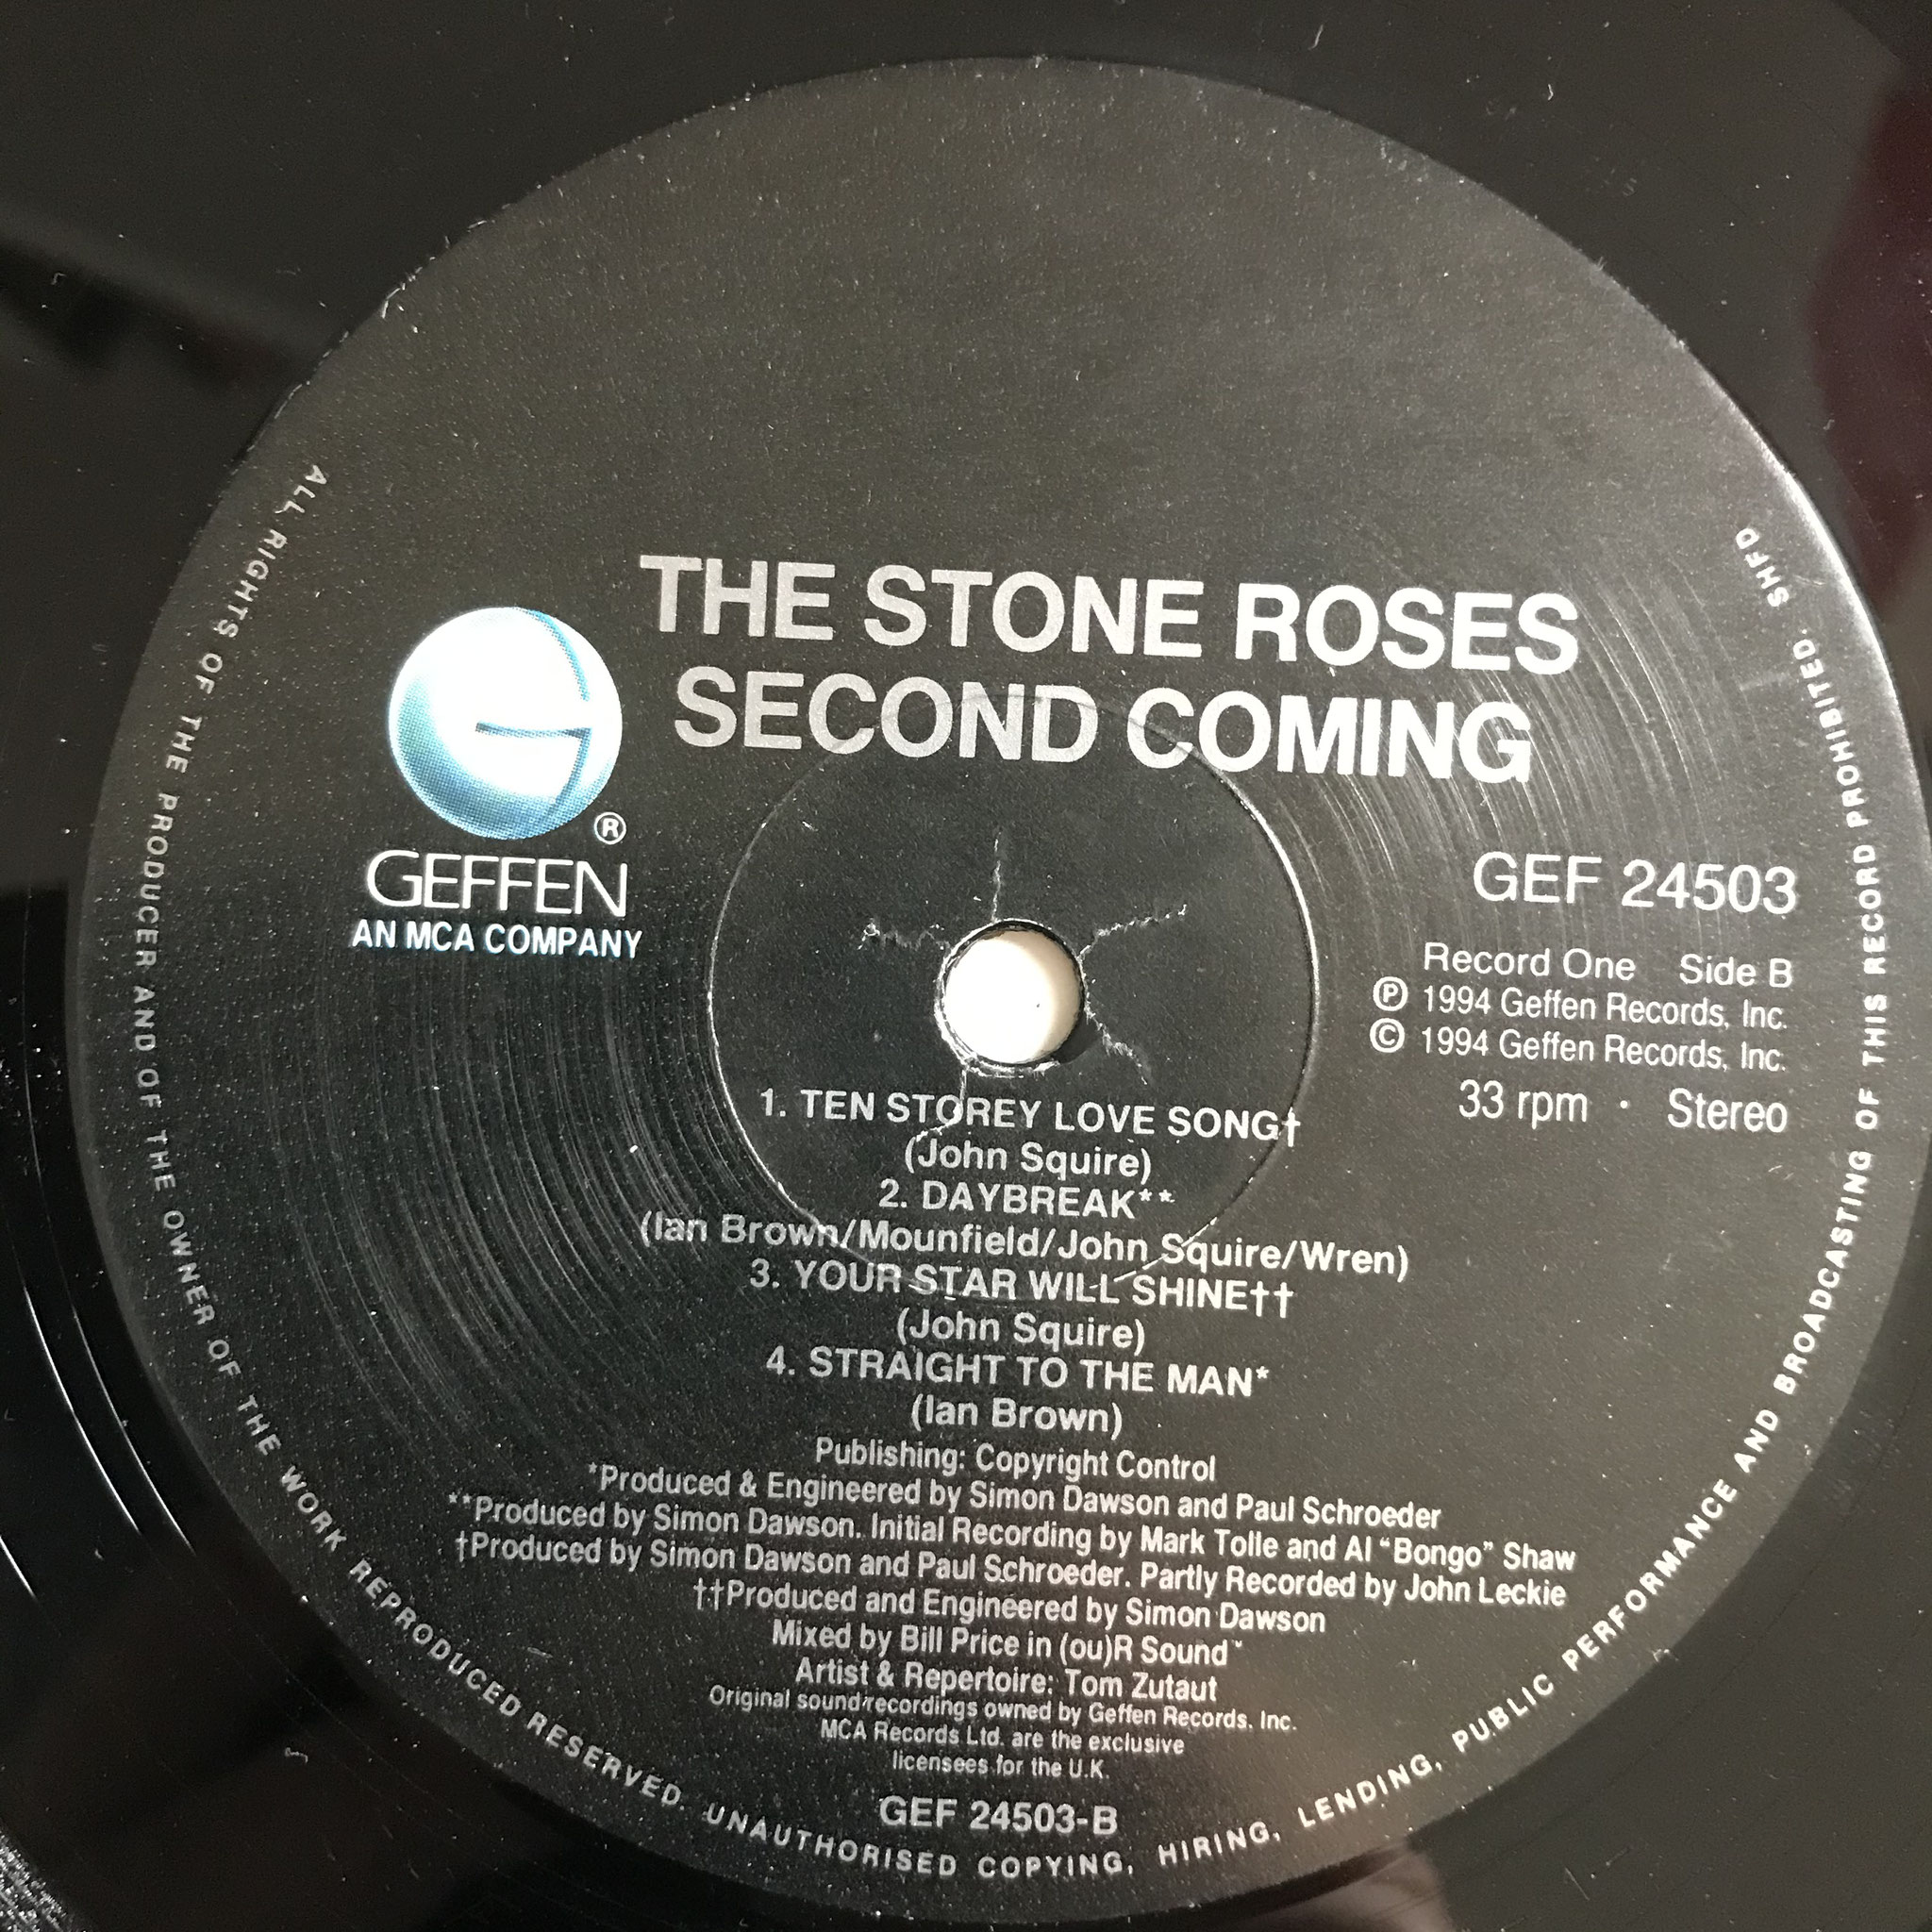 THE STONE ROSES
SECOND COMING
®
GEFFEN
AN MCA COMPANY
GEF 24503
Record One Side B
℗ 1994 Geffen Records, Inc.
© 1994 Geffen Records, Inc.
33 rpm · Stereo
1. TEN STOREY LOVE SONG†
(John Squire)
2. DAYBREAK**
(Ian Brown/Mounfield/John Squire/Wren)
3. YOUR STAR WILL SHINE††
(John Squire)
4. STRAIGHT TO THE MAN*
(Ian Brown)
Publishing: Copyright Control
*Produced & Engineered by Simon Dawson and Paul Schroeder
**Produced by Simon Dawson. Initial Recording by Mark Tolle and Al “Bongo” Shaw
†Produced by Simon Dawson and Paul Schroeder. Partly Recorded by John Leckie
††Produced and Engineered by Simon Dawson
Mixed by Bill Price in (ou)R Sound™
Artist & Repertoire: Tom Zutaut
Original sound recordings owned by Geffen Records, Inc.
MCA Records Ltd. are the exclusive
licensees for the U.K.
GEF 24503-B
ALL RIGHTS OF THE PRODUCER AND OF THE OWNER OF THE WORK REPRODUCED RESERVED. UNAUTHORISED COPYING, HIRING, LENDING, PUBLIC PERFORMANCE AND BROADCASTING OF THIS RECORD PROHIBITED. SHFD